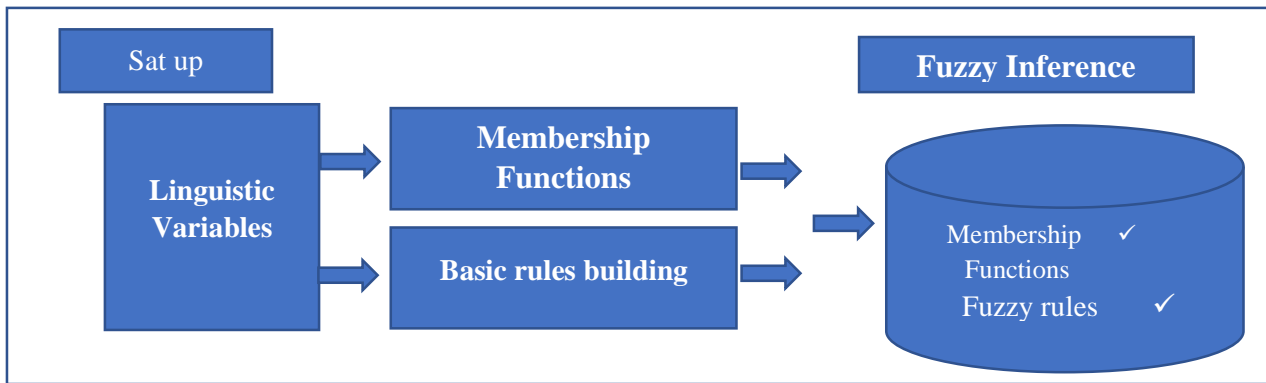 Sat up
Fuzzy Inference
Linguistic
Variables
Membership
Functions
Basic rules building
Membership ✓
Functions
Fuzzy rules ✓